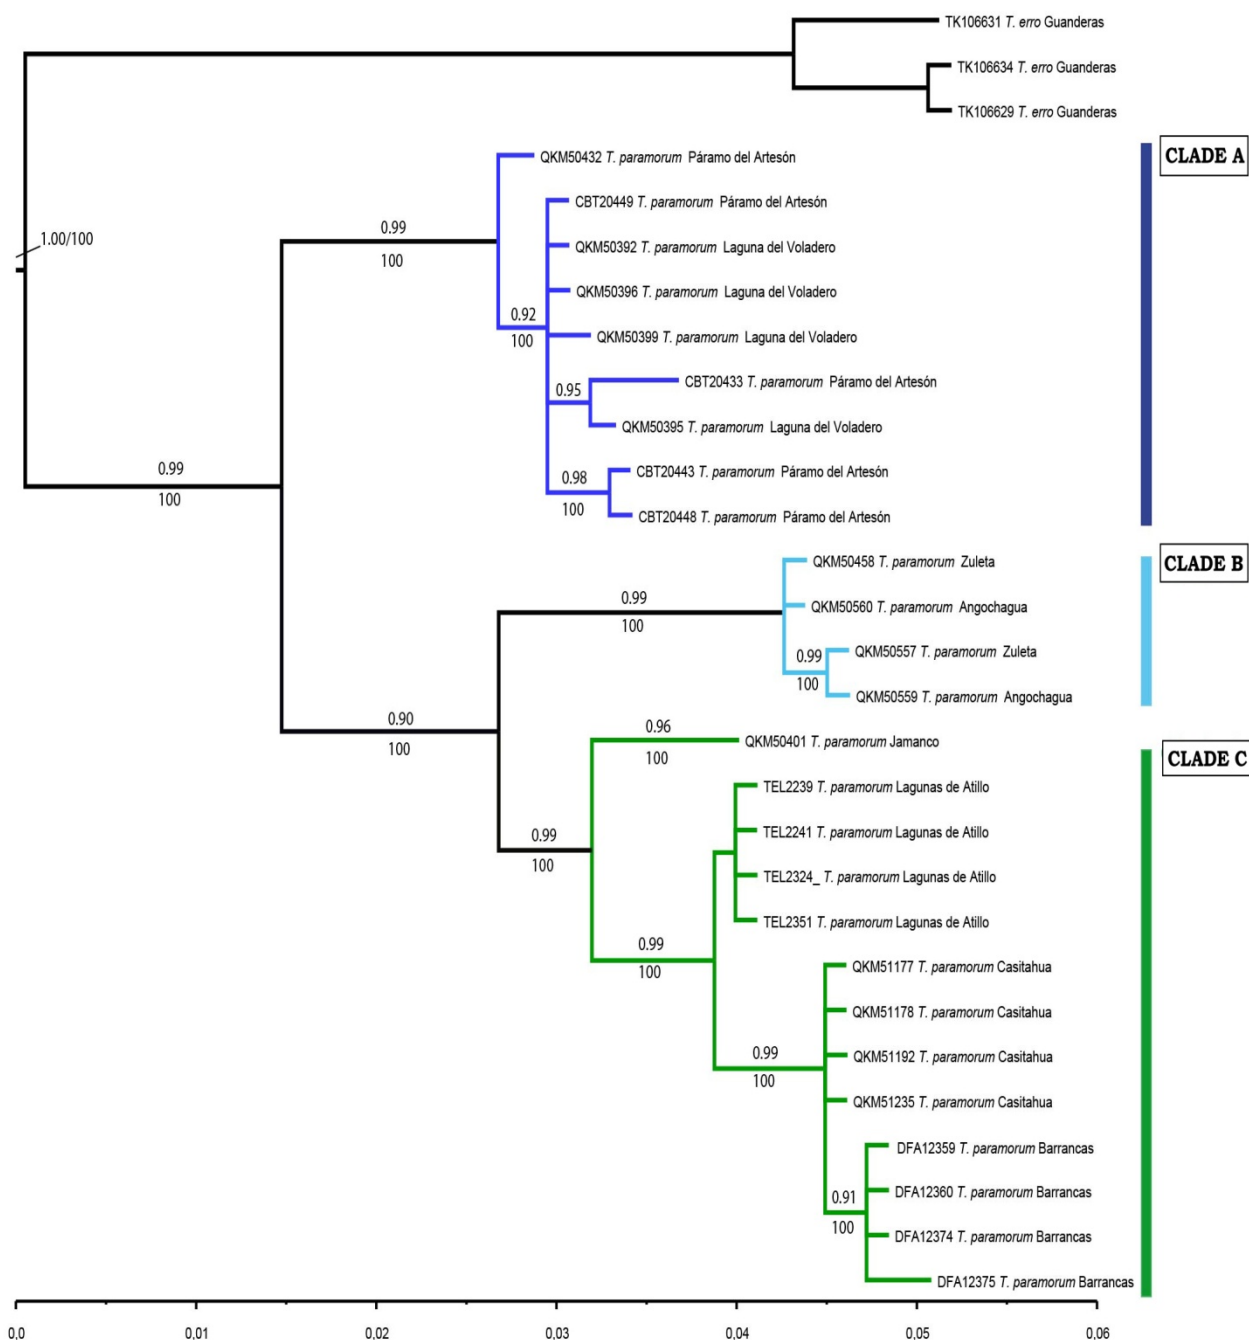 TK106631 T. erro Guanderas
TK106634 T. erro Guanderas
TK106629 T. erro Guanderas
CLADE A
QKM50432 T. paramorum Páramo del Artesón
CBT20449 T. paramorum Páramo del Artesón
1.00/100
0.99
100
QKM50392 T. paramorum Laguna del Voladero
QKM50396 T. paramorum Laguna del Voladero
0.92
100
QKM50399 T. paramorum Laguna del Voladero
CBT20433 T. paramorum Páramo del Artesón
0.95
QKM50395 T. paramorum Laguna del Voladero
0.99
100
CBT20443 T. paramorum Páramo del Artesón
0.98
100
CBT20448 T. paramorum Páramo del Artesón
CLADE B
QKM50458 T. paramorum Zuleta
0.99
100
QKM50560 T. paramorum Angochagua
QKM50557 T. paramorum Zuleta
0.99
100
QKM50559 T. paramorum Angochagua
0.90
100
0.96
100
QKM50401 T. paramorum Jamanco
CLADE C
TEL2239 T. paramorum Lagunas de Atillo
TEL2241 T. paramorum Lagunas de Atillo
0.99
100
TEL2324_ T. paramorum Lagunas de Atillo
TEL2351 T. paramorum Lagunas de Atillo
0.99
100
QKM51177 T. paramorum Casitahua
QKM51178 T. paramorum Casitahua
0.99
100
QKM51192 T. paramorum Casitahua
QKM51235 T. paramorum Casitahua
DFA12359 T. paramorum Barrancas
0.91
100
DFA12360 T. paramorum Barrancas
DFA12374 T. paramorum Barrancas
DFA12375 T. paramorum Barrancas
0,0 0,01 0,02 0,03 0,04 0,05 0,06